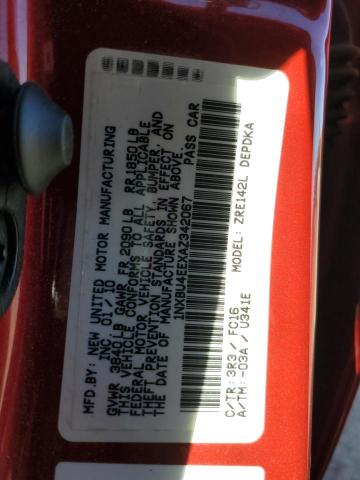 MFD.BY: NEW UNITED MOTOR MANUFACTURING
INC. 01/10
GVWR 3840LB GAWR FR 2090LB RR 1850LB
THIS VEHICLE CONFORMS TO ALL APPLICABLE
FEDERAL MOTOR VEHICLE SAFETY, BUMPER, AND
THEFT PREVENTION STANDARDS IN EFFECT ON
THE DATE OF MANUFACTURE SHOWN ABOVE.
1NXBU4EEXAZ342067 PASS CAR
C/TR: 3R3 / FC16 MODEL: ZRE142L DEPDKA
A/TM: -03A / U341E